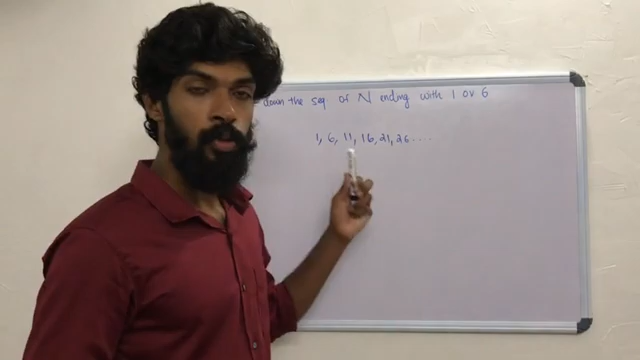 down the seq. of N ending with 1 or 6
1, 6, 11, 16, 21, 26 ....